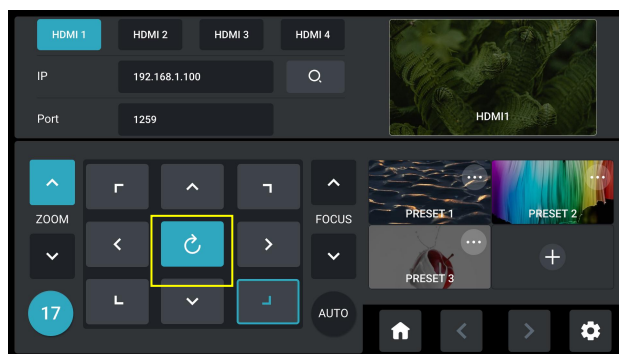 HDMI 1 HDMI 2 HDMI 3 HDMI 4
IP 192.168.1.100
Port 1259
HDMI1
ZOOM FOCUS
PRESET 1 PRESET 2
PRESET 3
17 AUTO